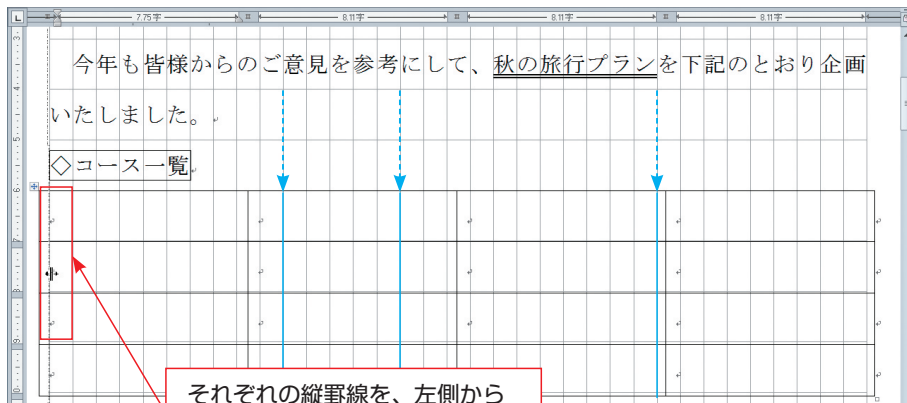 7.75字 8.11字 8.11字 8.11字
今年も皆様からのご意見を参考にして、秋の旅行プランを下記のとおり企画
いたしました。
◇コース一覧
それぞれの縦罫線を、左側から